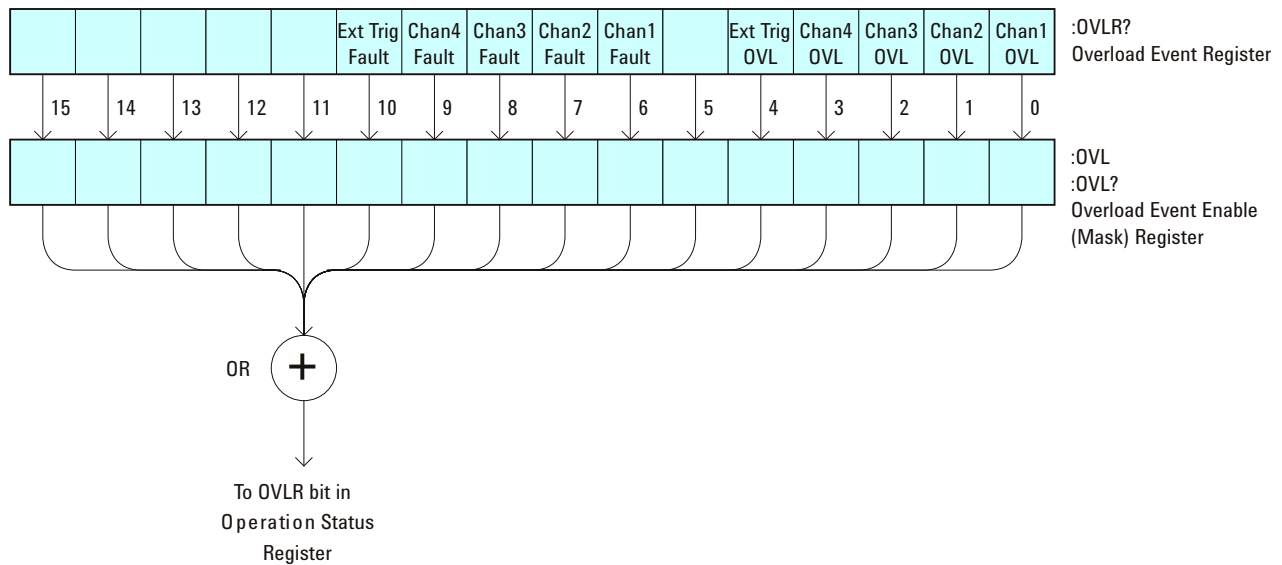 Ext Trig Fault
Chan4 Fault
Chan3 Fault
Chan2 Fault
Chan1 Fault
Ext Trig OVL
Chan4 OVL
Chan3 OVL
Chan2 OVL
Chan1 OVL
:OVLR?
Overload Event Register
15 14 13 12 11 10 9 8 7 6 5 4 3 2 1 0
:OVL
:OVL?
Overload Event Enable
(Mask) Register
OR +
To OVLR bit in
Operation Status
Register